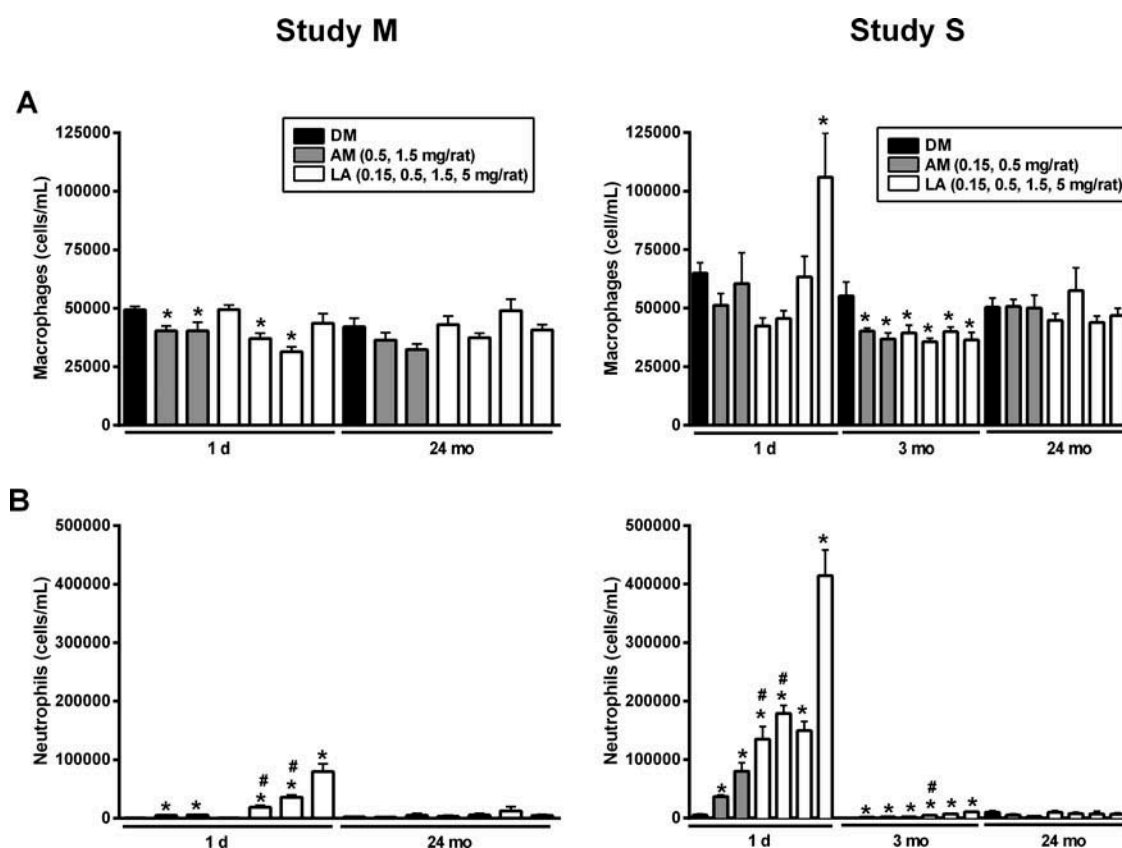 Study M
Study S
A
Macrophages (cells/mL)
125000
100000
75000
50000
25000
0
DM
AM (0.5, 1.5 mg/rat)
LA (0.15, 0.5, 1.5, 5 mg/rat)
* * * *
1 d
24 mo
Macrophages (cell/mL)
125000
100000
75000
50000
25000
0
DM
AM (0.15, 0.5 mg/rat)
LA (0.15, 0.5, 1.5, 5 mg/rat)
*
* * * * * *
1 d
3 mo
24 mo
B
Neutrophils (cells/mL)
500000
400000
300000
200000
100000
0
# #
* * * * *
1 d
24 mo
Neutrophils (cells/mL)
500000
400000
300000
200000
100000
0
# #
* * * * * *
#
* * * * * *
1 d
3 mo
24 mo